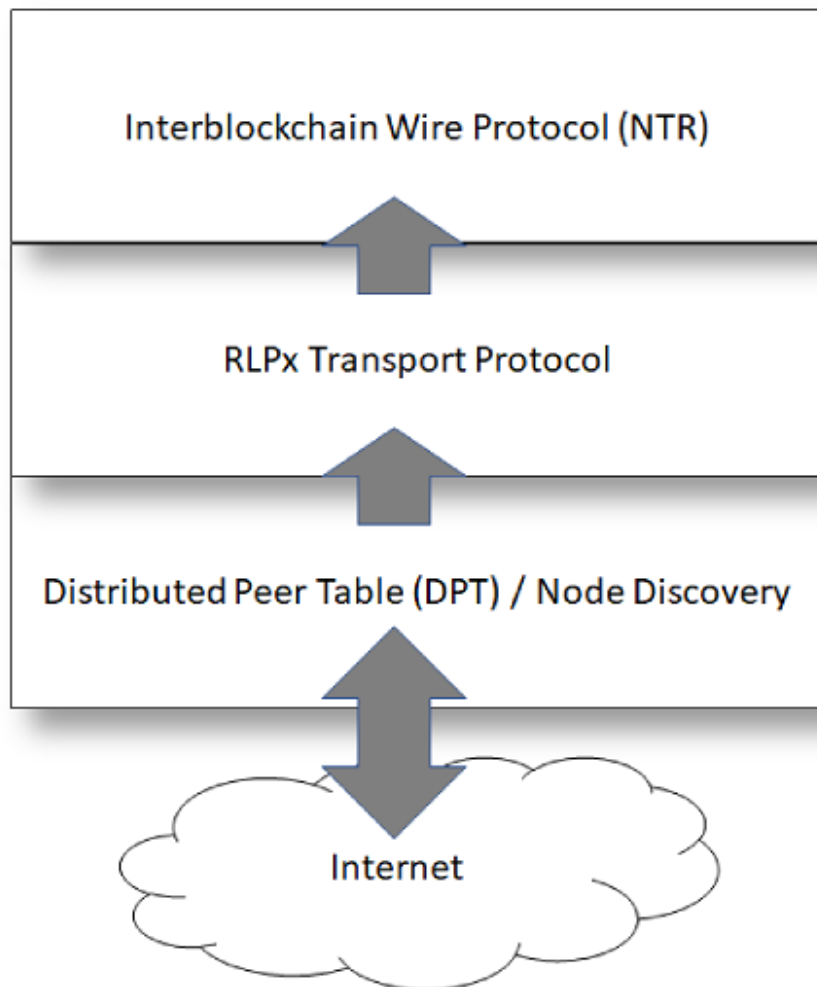 Interblockchain Wire Protocol (NTR)
RLPx Transport Protocol
Distributed Peer Table (DPT) / Node Discovery
Internet